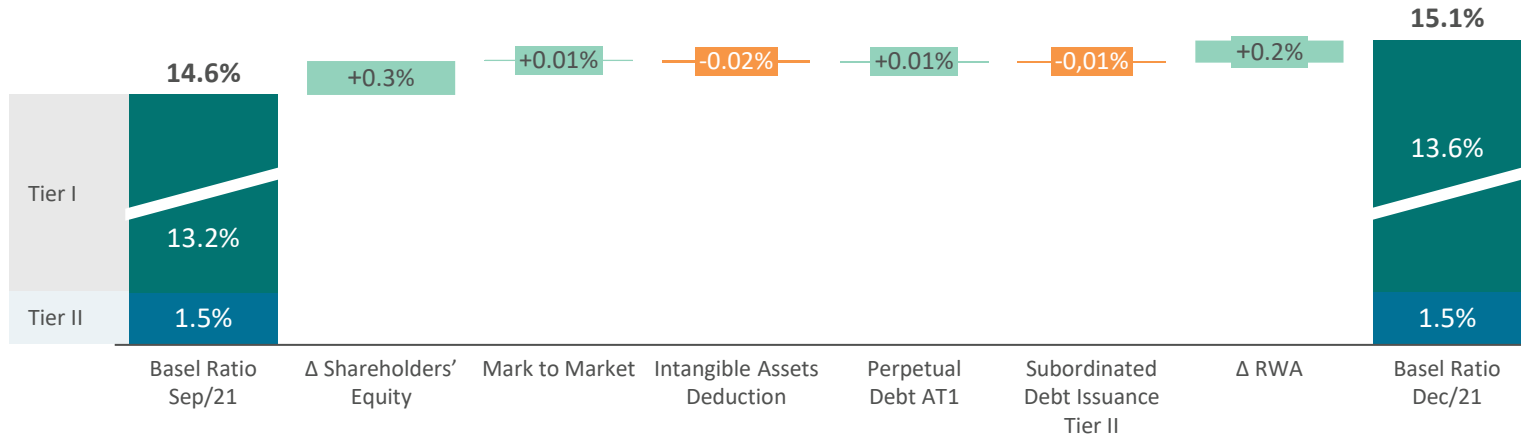 15.1%
14.6%
+0.3%
+0.01%
-0.02%
+0.01%
-0,01%
+0.2%
Tier I
13.2%
13.6%
Tier II
1.5%
1.5%
Basel Ratio
Sep/21
Δ Shareholders'
Equity
Mark to Market
Intangible Assets
Deduction
Perpetual
Debt AT1
Subordinated
Debt Issuance
Tier II
Δ RWA
Basel Ratio
Dec/21